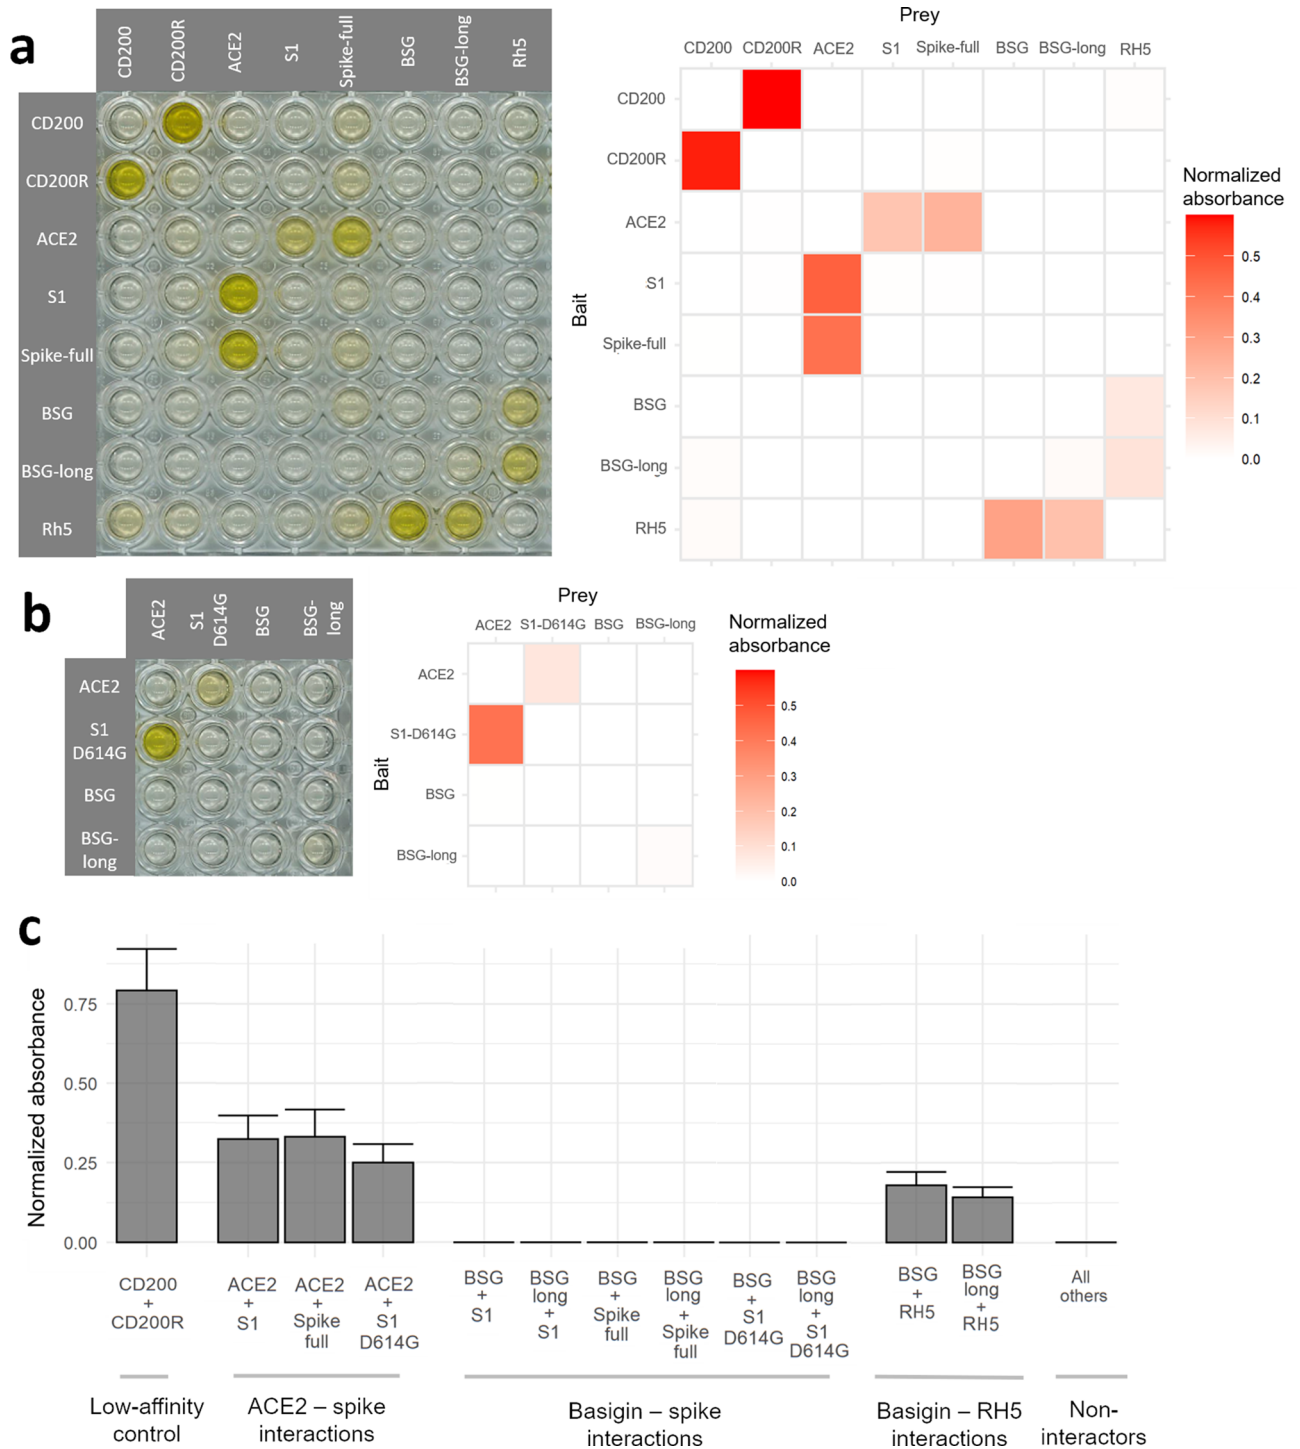 a
CD200
CD200R
ACE2
S1
Spike-full
BSG
BSG-long
Rh5
CD200
CD200R
ACE2
S1
Spike-full
BSG
BSG-long
Rh5
Prey
CD200 CD200R ACE2 S1 Spike-full BSG BSG-long RH5
Bait
CD200
CD200R
ACE2
S1
Spike-full
BSG
BSG-long
RH5
Normalized
absorbance
0.5
0.4
0.3
0.2
0.1
0.0
b
ACE2
S1
D614G
BSG
BSG-
long
ACE2
S1
D614G
BSG
BSG-
long
Prey
ACE2 S1-D614G BSG BSG-long
Bait
ACE2
S1-D614G
BSG
BSG-long
Normalized
absorbance
0.5
0.4
0.3
0.2
0.1
0.0
c
Normalized absorbance
0.75
0.50
0.25
0.00
CD200
+
CD200R
ACE2
+
S1
ACE2
+
Spike
full
ACE2
+
S1
D614G
BSG
+
S1
BSG
long
+
S1
BSG
+
Spike
full
BSG
long
+
Spike
full
BSG
+
S1
D614G
BSG
long
+
S1
D614G
BSG
+
RH5
BSG
long
+
RH5
All
others
Low-affinity
control
ACE2 – spike
interactions
Basigin – spike
interactions
Basigin – RH5
interactions
Non-
interactors